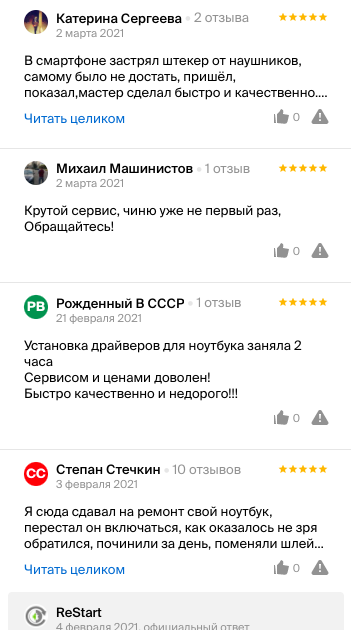 Катерина Сергеева • 2 отзыва
2 марта 2021
В смартфоне застрял штекер от наушников,
самому было не достать, пришёл,
показал,мастер сделал быстро и качественно....
Читать целиком
0
Михаил Машинистов • 1 отзыв
2 марта 2021
Крутой сервис, чиню уже не первый раз,
Обращайтесь!
0
РВ
Рожденный В СССР • 1 отзыв
21 февраля 2021
Установка драйверов для ноутбука заняла 2
часа
Сервисом и ценами доволен!
Быстро качественно и недорого!!!
0
СС
Степан Стечкин • 10 отзывов
3 февраля 2021
Я сюда сдавал на ремонт свой ноутбук,
перестал он включаться, как оказалось не зря
обратился, починили за день, поменяли шлей...
Читать целиком
0
ReStart
4 февраля 2021, официальный ответ